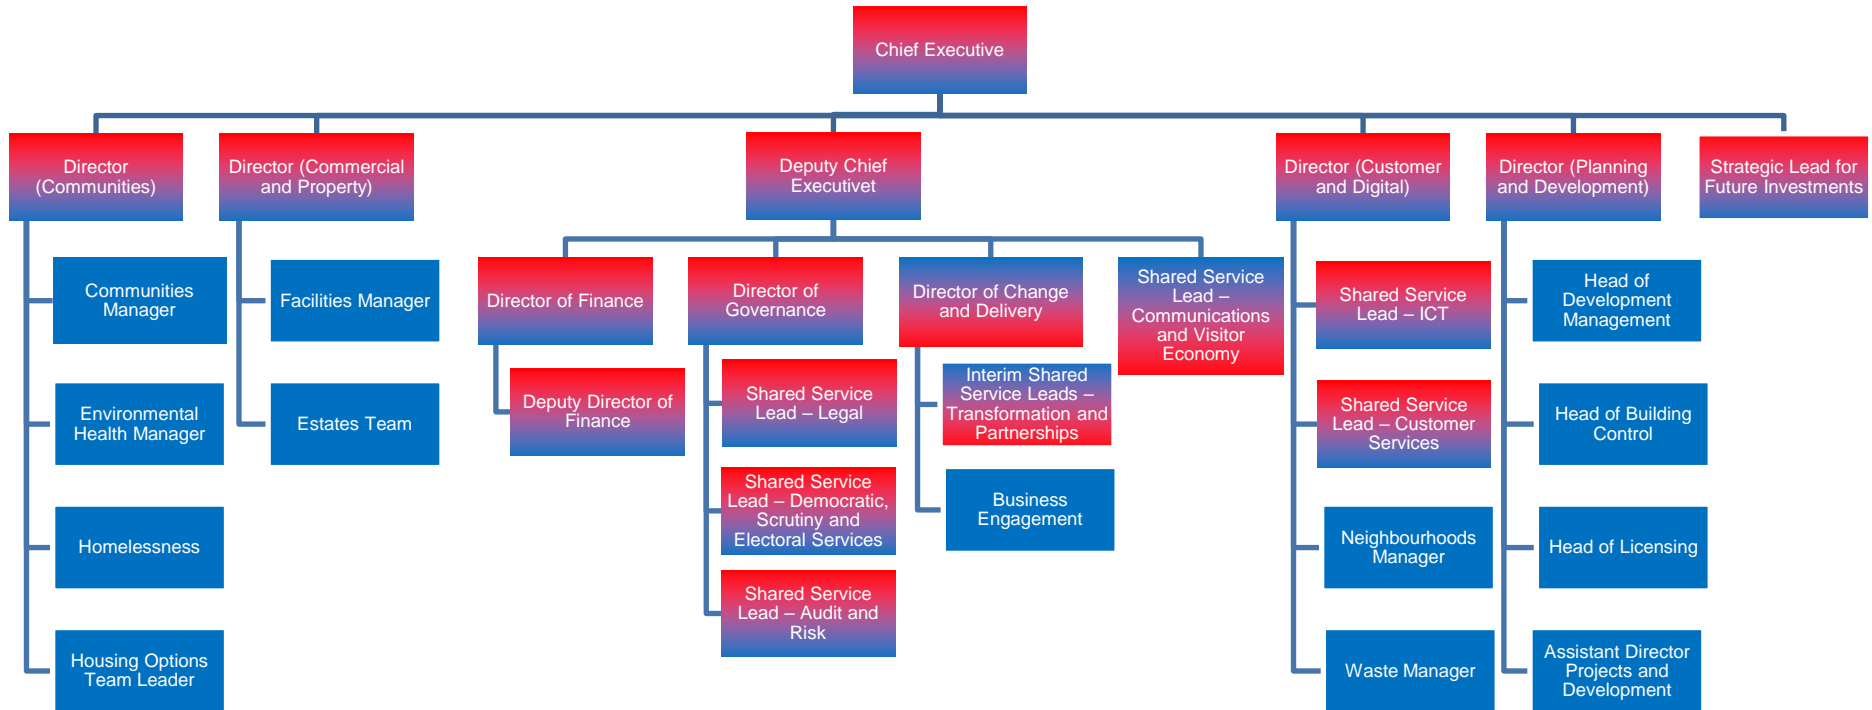 Chief Executive
Director
(Communities)
Director (Commercial
and Property)
Deputy Chief
Executivet
Director (Customer
and Digital)
Director (Planning
and Development)
Strategic Lead for
Future Investments
Communities
Manager
Environmental
Health Manager
Homelessness
Housing Options
Team Leader
Facilities Manager
Estates Team
Director of Finance
Deputy Director of
Finance
Director of
Governance
Shared Service
Lead – Legal
Shared Service
Lead – Democratic,
Scrutiny and
Electoral Services
Shared Service
Lead – Audit and
Risk
Director of Change
and Delivery
Interim Shared
Service Leads –
Transformation and
Partnerships
Business
Engagement
Shared Service
Lead –
Communications
and Visitor
Economy
Shared Service
Lead – ICT
Shared Service
Lead – Customer
Services
Neighbourhoods
Manager
Waste Manager
Head of
Development
Management
Head of Building
Control
Head of Licensing
Assistant Director
Projects and
Development